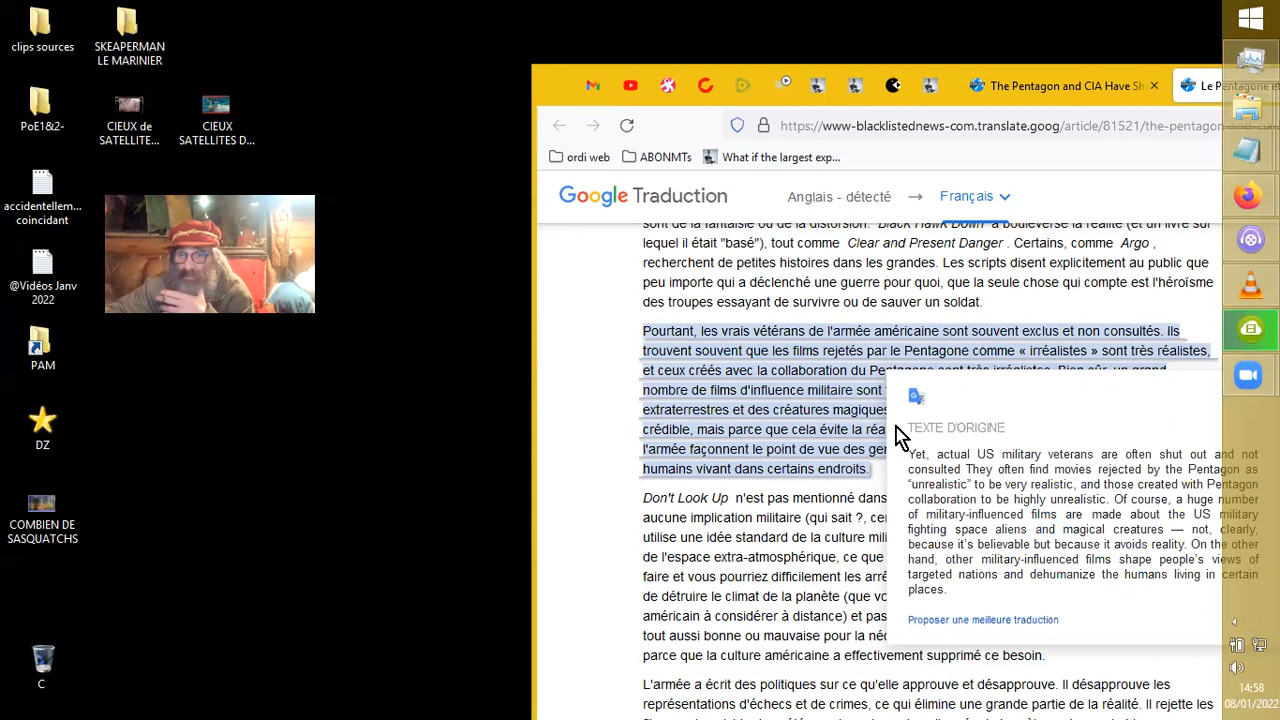 clips sources
SKEAPERMAN
LE MARINIER
PoE1&2-
CIEUX de
SATELLITE...
CIEUX
SATELLITES D...
accidentellem...
coincidant
@Vidéos Janv
2022
PAM
DZ
COMBIEN DE
SASQUATCHS
C
The Pentagon and CIA Have Sh
Le Pentagone et
https://www-blacklistednews-com.translate.goog/article/81521/the-pentagon-and-cia
ordi web
ABONMTs
What if the largest exp...
Google Traduction
Anglais - détecté
Français
sont de la fantaisie ou de la distorsion. Black Hawk Down a bouleversé la réalité (et un livre sur
lequel il était "basé"), tout comme Clear and Present Danger . Certains, comme Argo ,
recherchent de petites histoires dans les grandes. Les scripts disent explicitement au public que
peu importe qui a déclenché une guerre pour quoi, que la seule chose qui compte est l'héroïsme
des troupes essayant de survivre ou de sauver un soldat.
Pourtant, les vrais vétérans de l'armée américaine sont souvent exclus et non consultés. Ils
trouvent souvent que les films rejetés par le Pentagone comme « irréalistes » sont très réalistes,
et ceux créés avec la collaboration du Pentagone sont très irréalistes. Bien sûr, un grand
nombre de films d'influence militaire sont
extraterrestres et des créatures magiques
crédible, mais parce que cela évite la réa
l'armée façonnent le point de vue des gen
humains vivant dans certains endroits.
TEXTE D'ORIGINE
Yet, actual US military veterans are often shut out and not
consulted They often find movies rejected by the Pentagon as
“unrealistic” to be very realistic, and those created with Pentagon
collaboration to be highly unrealistic. Of course, a huge number
of military-influenced films are made about the US military
fighting space aliens and magical creatures — not, clearly,
because it’s believable but because it avoids reality. On the other
hand, other military-influenced films shape people’s views of
targeted nations and dehumanize the humans living in certain
places.
Proposer une meilleure traduction
Don't Look Up n'est pas mentionné dans
aucune implication militaire (qui sait ?, cer
utilise une idée standard de la culture mili
de l'espace extra-atmosphérique, ce que
faire et vous pourriez difficilement les arrê
de détruire le climat de la planète (que vo
américain à considérer à distance) et pas
tout aussi bonne ou mauvaise pour la néc
parce que la culture américaine a effectivement supprimé ce besoin.
L'armée a écrit des politiques sur ce qu'elle approuve et désapprouve. Il désapprouve les
représentations d'échecs et de crimes, ce qui élimine une grande partie de la réalité. Il rejette les
14:58
08/01/2022